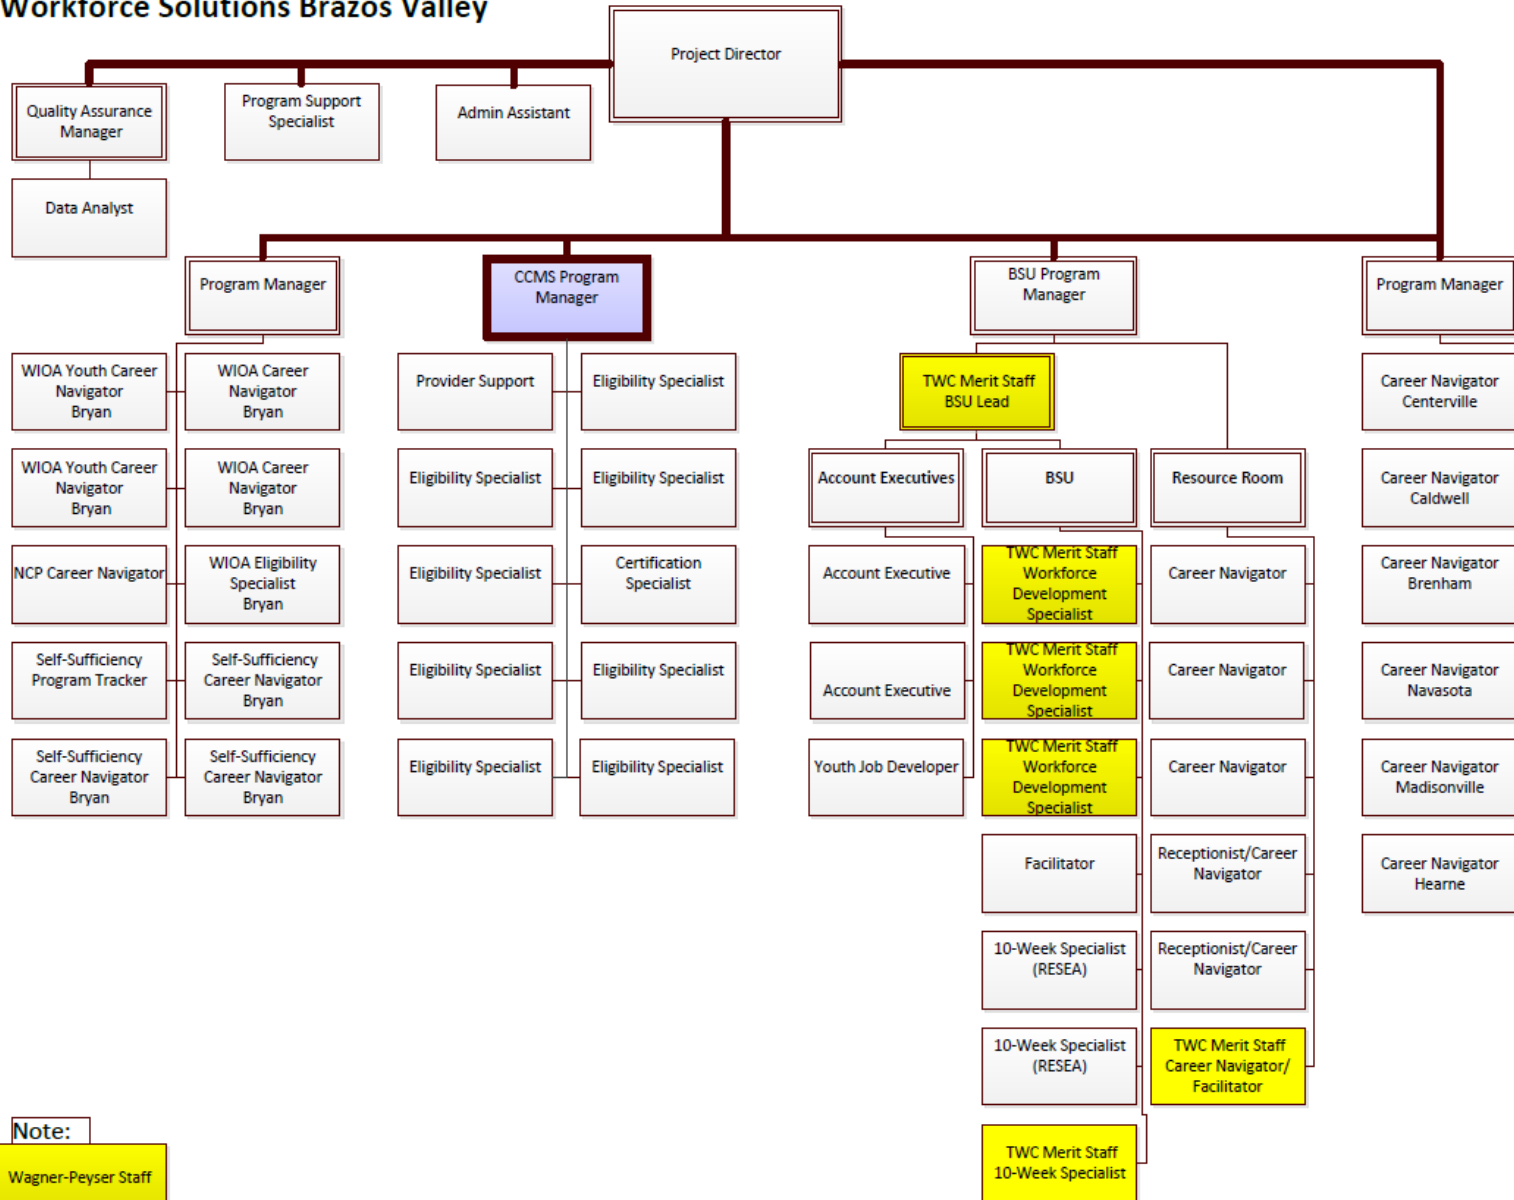 Workforce Solutions Brazos Valley
Project Director
Quality Assurance
Manager
Program Support
Specialist
Admin Assistant
Data Analyst
Program Manager
CCMS Program
Manager
BSU Program
Manager
Program Manager
WIOA Youth Career
Navigator
Bryan
WIOA Career
Navigator
Bryan
WIOA Youth Career
Navigator
Bryan
WIOA Career
Navigator
Bryan
NCP Career Navigator
WIOA Eligibility
Specialist
Bryan
Self-Sufficiency
Program Tracker
Self-Sufficiency
Career Navigator
Bryan
Self-Sufficiency
Career Navigator
Bryan
Self-Sufficiency
Career Navigator
Bryan
Provider Support
Eligibility Specialist
Eligibility Specialist
Eligibility Specialist
Eligibility Specialist
Certification
Specialist
Eligibility Specialist
Eligibility Specialist
Eligibility Specialist
Eligibility Specialist
TWC Merit Staff
BSU Lead
Account Executives
BSU
Resource Room
Account Executive
Account Executive
Youth Job Developer
TWC Merit Staff
Workforce
Development
Specialist
TWC Merit Staff
Workforce
Development
Specialist
TWC Merit Staff
Workforce
Development
Specialist
Facilitator
10-Week Specialist
(RESEA)
10-Week Specialist
(RESEA)
TWC Merit Staff
10-Week Specialist
Career Navigator
Career Navigator
Career Navigator
Receptionist/Career
Navigator
Receptionist/Career
Navigator
TWC Merit Staff
Career Navigator/
Facilitator
Career Navigator
Centerville
Career Navigator
Caldwell
Career Navigator
Brenham
Career Navigator
Navasota
Career Navigator
Madisonville
Career Navigator
Hearne
Note:
Wagner-Peyser Staff